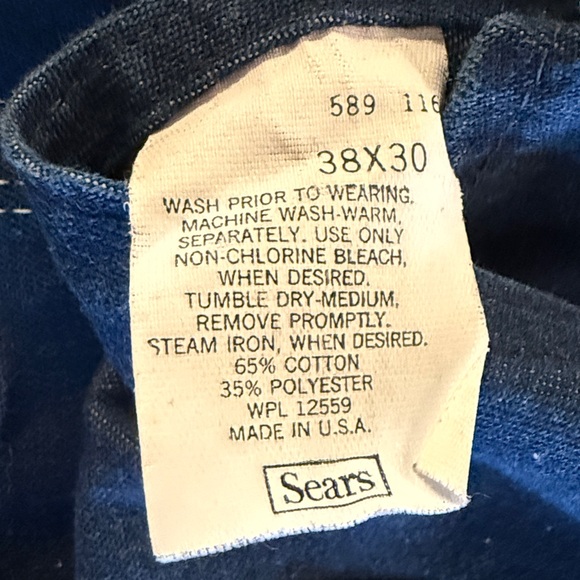 589 116
38X30
WASH PRIOR TO WEARING.
MACHINE WASH-WARM,
SEPARATELY. USE ONLY
NON-CHLORINE BLEACH,
WHEN DESIRED.
TUMBLE DRY-MEDIUM,
REMOVE PROMPTLY.
STEAM IRON, WHEN DESIRED.
65% COTTON
35% POLYESTER
WPL 12559
MADE IN U.S.A.
Sears